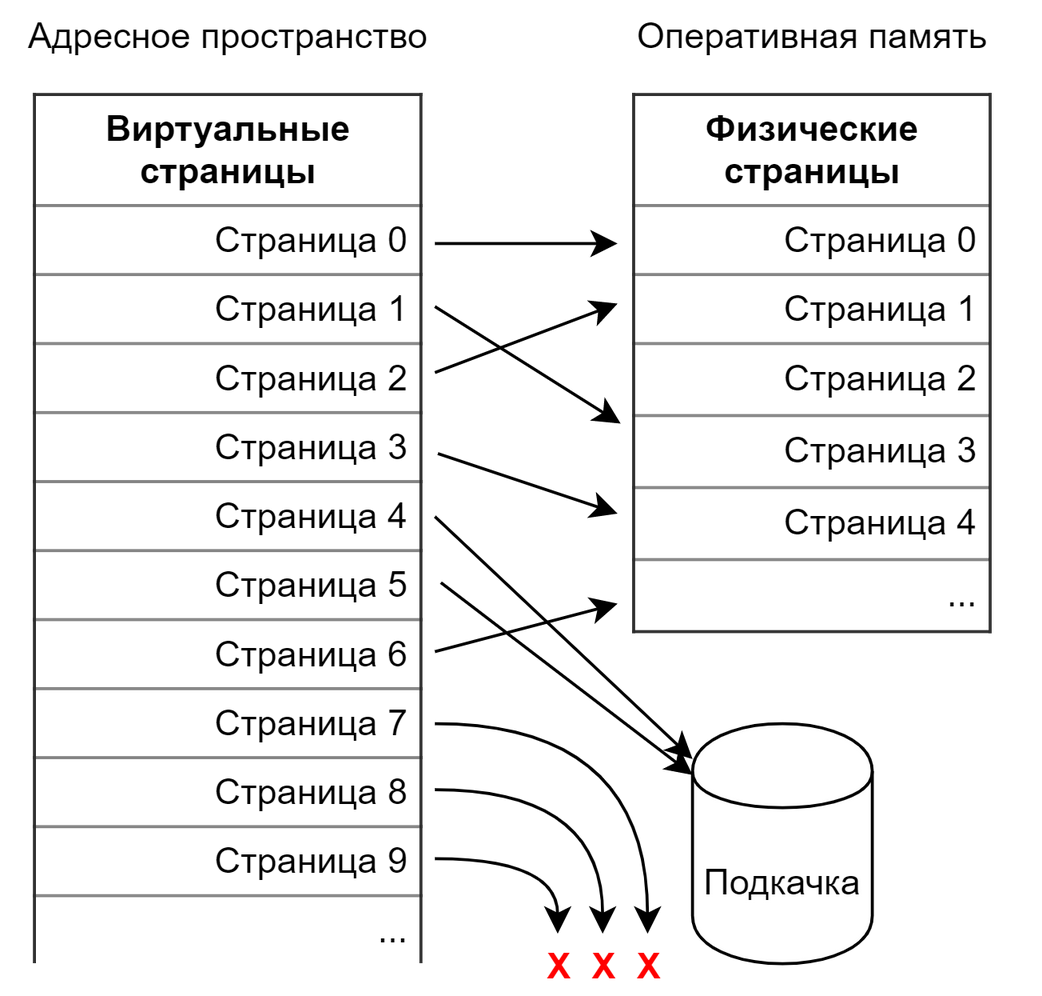 Адресное пространство
Оперативная память
Виртуальные
страницы
Страница 0
Страница 1
Страница 2
Страница 3
Страница 4
Страница 5
Страница 6
Страница 7
Страница 8
Страница 9
...
Физические
страницы
Страница 0
Страница 1
Страница 2
Страница 3
Страница 4
...
Подкачка
X X X